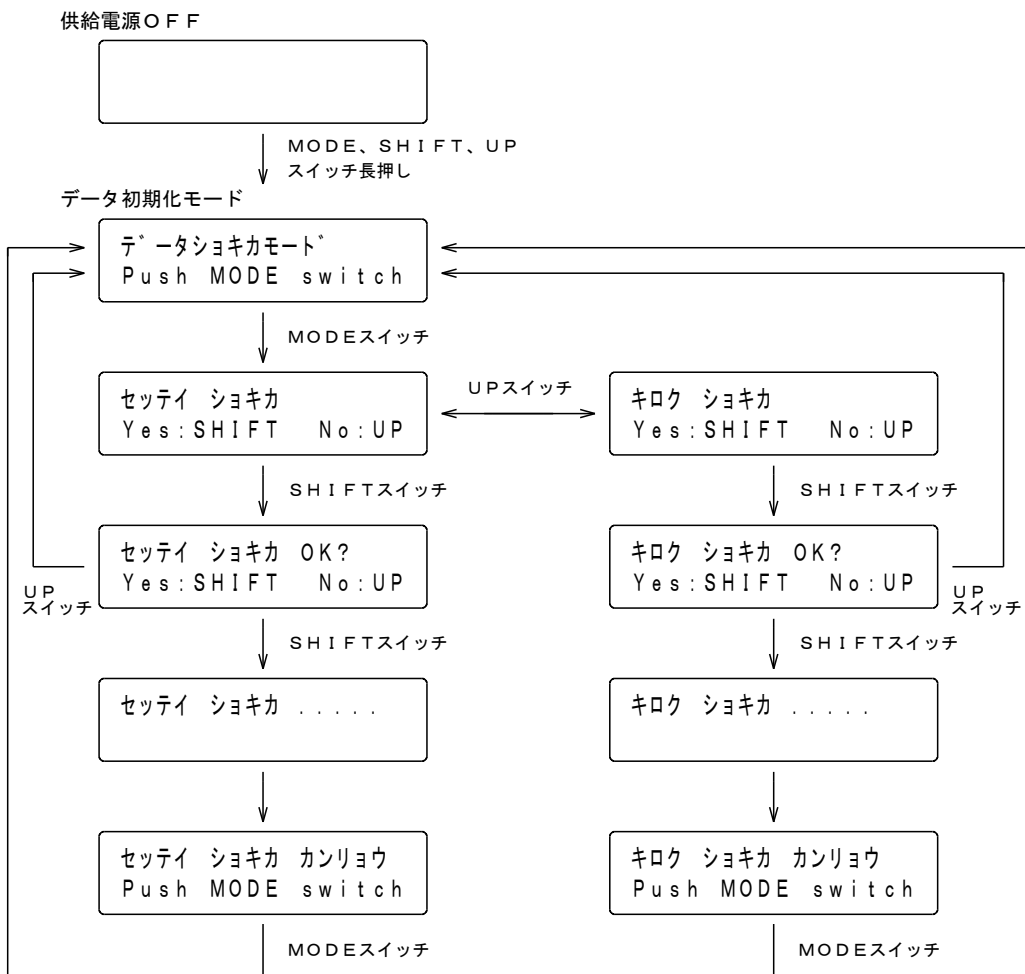 供給電源OFF
MODE、SHIFT、UP
スイッチ長押し
データ初期化モード
データショキカモード
Push MODE switch
MODEスイッチ
セッテイ ショキカ
Yes:SHIFT No:UP
UPスイッチ
キロク ショキカ
Yes:SHIFT No:UP
SHIFTスイッチ
SHIFTスイッチ
セッテイ ショキカ OK?
Yes:SHIFT No:UP
キロク ショキカ OK?
Yes:SHIFT No:UP
UP
スイッチ
UP
スイッチ
SHIFTスイッチ
SHIFTスイッチ
セッテイ ショキカ .....
キロク ショキカ .....
セッテイ ショキカ カンリョウ
Push MODE switch
キロク ショキカ カンリョウ
Push MODE switch
MODEスイッチ
MODEスイッチ